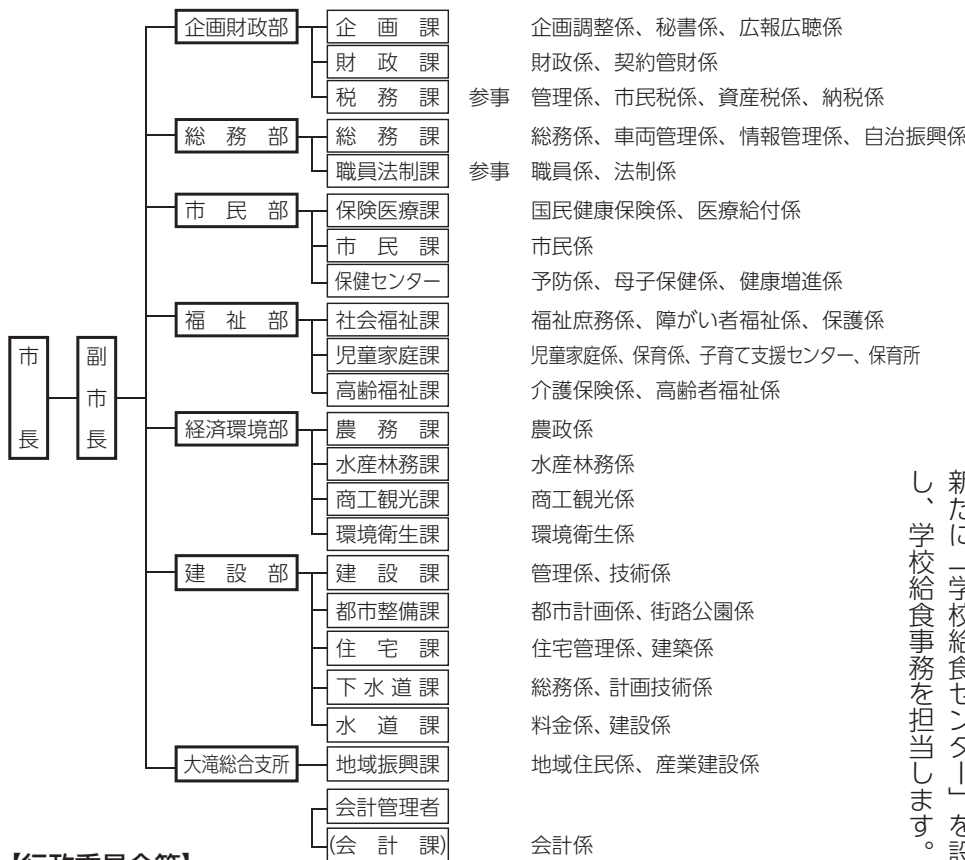 市長
副市長
企画財政部 企画課 企画調整係、秘書係、広報広聴係
財政課 財政係、契約管財係
税務課 参事 管理係、市民税係、資産税係、納税係
総務部 総務課 総務係、車両管理係、情報管理係、自治振興係
職員法制課 参事 職員係、法制係
市民部 保険医療課 国民健康保険係、医療給付係
市民課 市民係
保健センター 予防係、母子保健係、健康増進係
福祉部 社会福祉課 福祉庶務係、障がい者福祉係、保護係
児童家庭課 児童家庭係、保育係、子育て支援センター、保育所
高齢福祉課 介護保険係、高齢者福祉係
経済環境部 農務課 農政係
水産林務課 水産林務係
商工観光課 商工観光係
環境衛生課 環境衛生係
建設部 建設課 管理係、技術係
都市整備課 都市計画係、街路公園係
住宅課 住宅管理係、建築係
下水道課 総務係、計画技術係
水道課 料金係、建設係
大滝総合支所 地域振興課 地域住民係、産業建設係
会計管理者
(会計課) 会計係
新たに「学校給食センター」を設
し、学校給食事務を担当します。